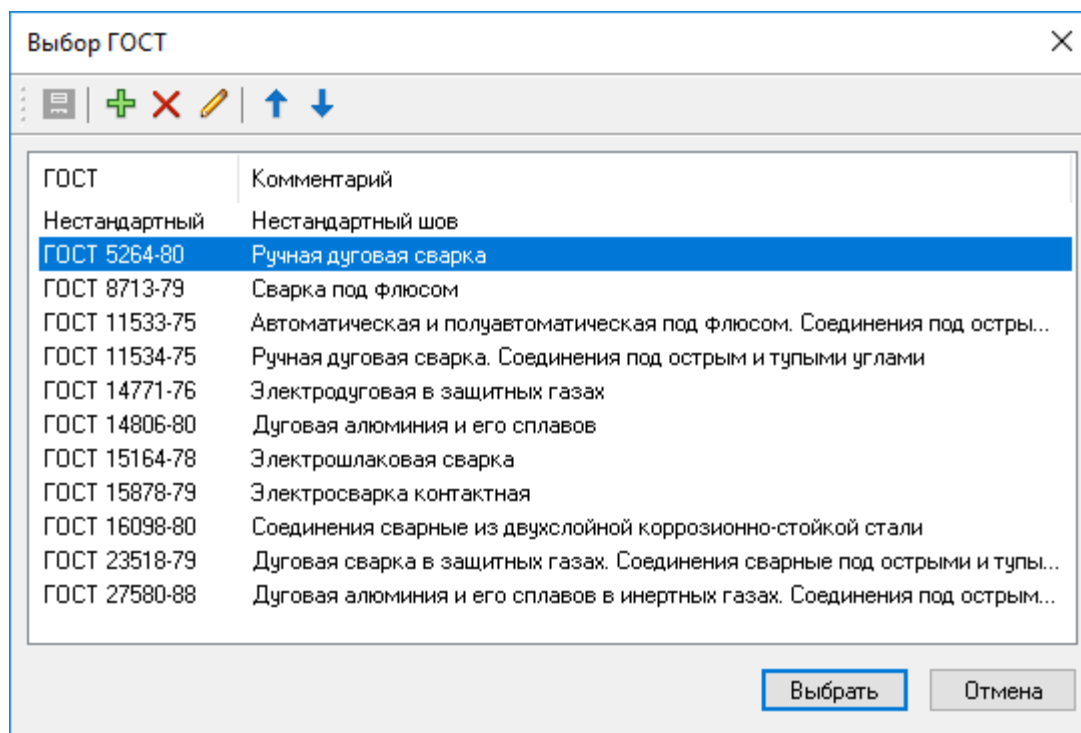 Выбор ГОСТ
ГОСТ Комментарий
Нестандартный Нестандартный шов
ГОСТ 5264-80 Ручная дуговая сварка
ГОСТ 8713-79 Сварка под флюсом
ГОСТ 11533-75 Автоматическая и полуавтоматическая под флюсом. Соединения под остры...
ГОСТ 11534-75 Ручная дуговая сварка. Соединения под острым и тупыми углами
ГОСТ 14771-76 Электродуговая в защитных газах
ГОСТ 14806-80 Дуговая алюминия и его сплавов
ГОСТ 15164-78 Электрошлаковая сварка
ГОСТ 15878-79 Электросварка контактная
ГОСТ 16098-80 Соединения сварные из двухслойной коррозионно-стойкой стали
ГОСТ 23518-79 Дуговая сварка в защитных газах. Соединения сварные под острыми и тупы...
ГОСТ 27580-88 Дуговая алюминия и его сплавов в инертных газах. Соединения под острым...
Выбрать Отмена